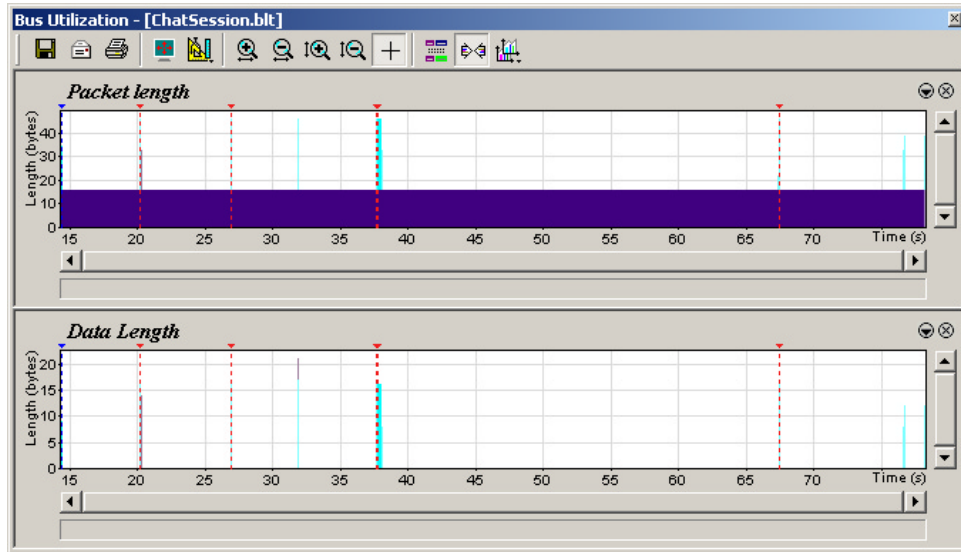 Bus Utilization - [ChatSession.blt]
Packet length
Length (bytes)
40
30
20
10
0
15 20 25 30 35 40 45 50 55 60 65 70 Time (s)
Data Length
Length (bytes)
20
15
10
5
0
15 20 25 30 35 40 45 50 55 60 65 70 Time (s)